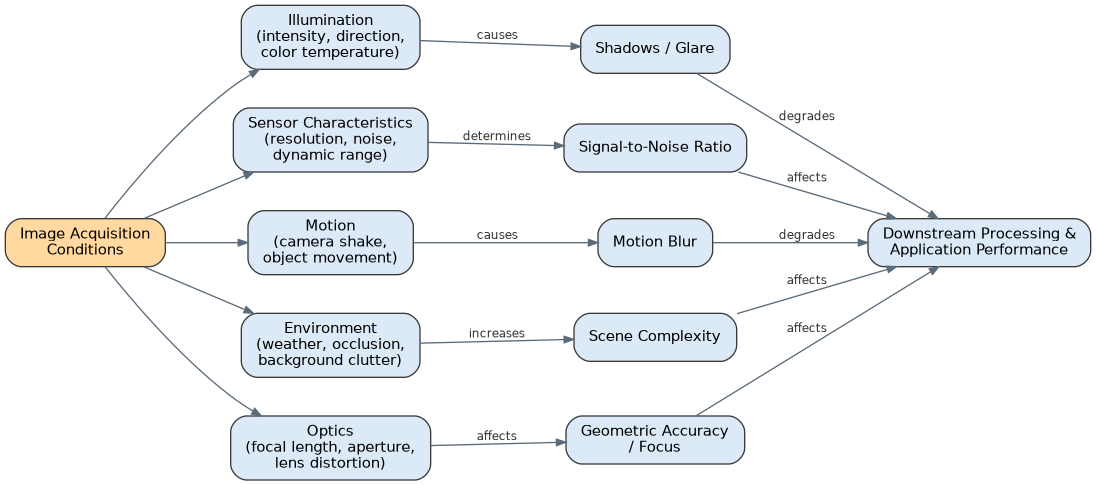 Illumination
(intensity, direction,
color temperature)
causes
Shadows / Glare
degrades
Sensor Characteristics
(resolution, noise,
dynamic range)
determines
Signal-to-Noise Ratio
affects
Image Acquisition
Conditions
Motion
(camera shake,
object movement)
causes
Motion Blur
degrades
Downstream Processing &
Application Performance
Environment
(weather, occlusion,
background clutter)
increases
Scene Complexity
affects
Optics
(focal length, aperture,
lens distortion)
affects
Geometric Accuracy
/ Focus
affects